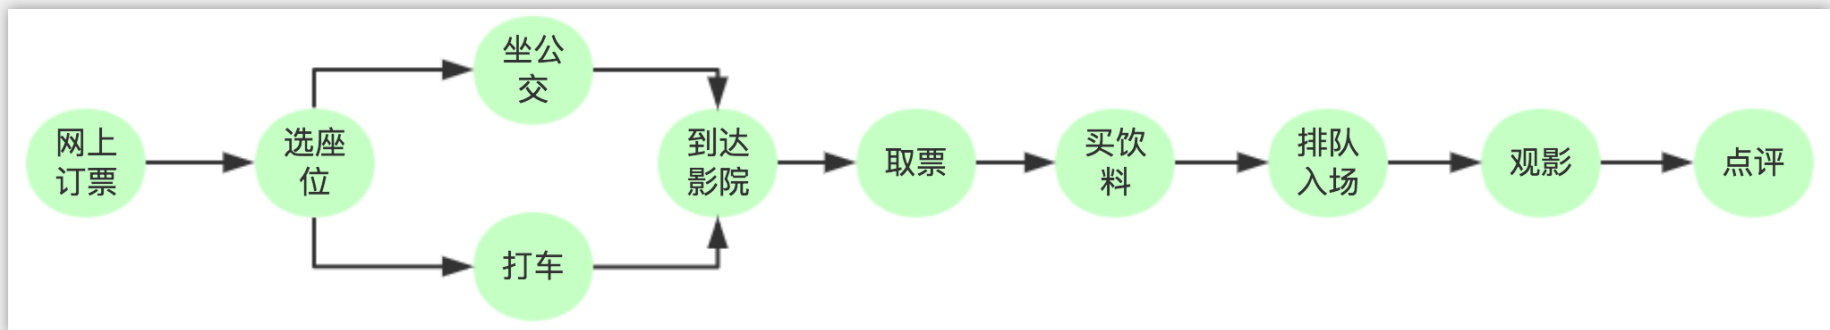 网上
订票
选座
位
坐公
交
打车
到达
影院
取票
买饮
料
排队
入场
观影
点评